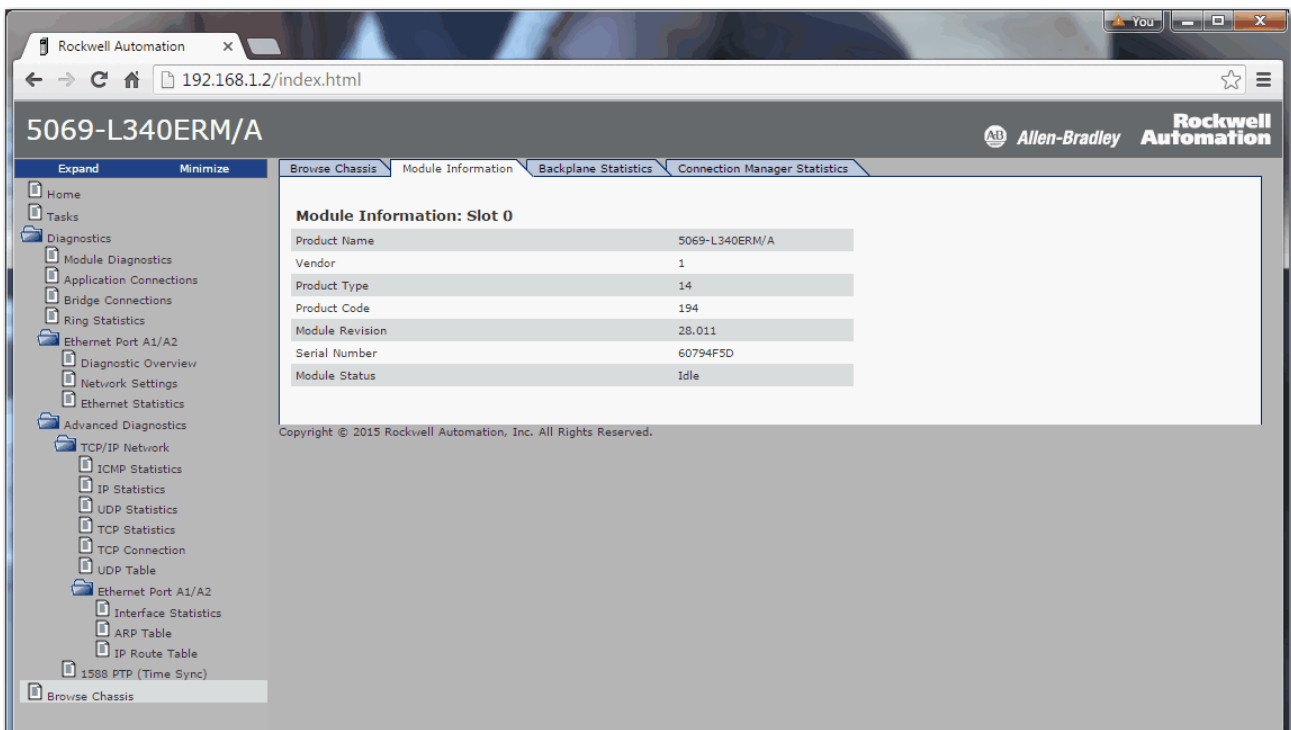 You
Rockwell Automation
192.168.1.2/index.html
5069-L340ERM/A
AB Allen-Bradley
Rockwell Automation
Expand Minimize
Home
Tasks
Diagnostics
Module Diagnostics
Application Connections
Bridge Connections
Ring Statistics
Ethernet Port A1/A2
Diagnostic Overview
Network Settings
Ethernet Statistics
Advanced Diagnostics
TCP/IP Network
ICMP Statistics
IP Statistics
UDP Statistics
TCP Statistics
TCP Connection
UDP Table
Ethernet Port A1/A2
Interface Statistics
ARP Table
IP Route Table
1588 PTP (Time Sync)
Browse Chassis
Browse Chassis Module Information Backplane Statistics Connection Manager Statistics
Module Information: Slot 0
Product Name 5069-L340ERM/A
Vendor 1
Product Type 14
Product Code 194
Module Revision 28.011
Serial Number 60794F5D
Module Status Idle
Copyright © 2015 Rockwell Automation, Inc. All Rights Reserved.